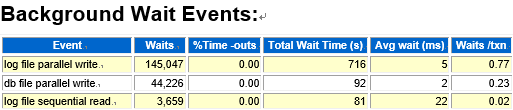 Background Wait Events:
Event Waits %Time -outs Total Wait Time (s) Avg wait (ms) Waits /txn
log file parallel write 145,047 0.00 716 5 0.77
db file parallel write 44,226 0.00 92 2 0.23
log file sequential read 3,659 0.00 81 22 0.02